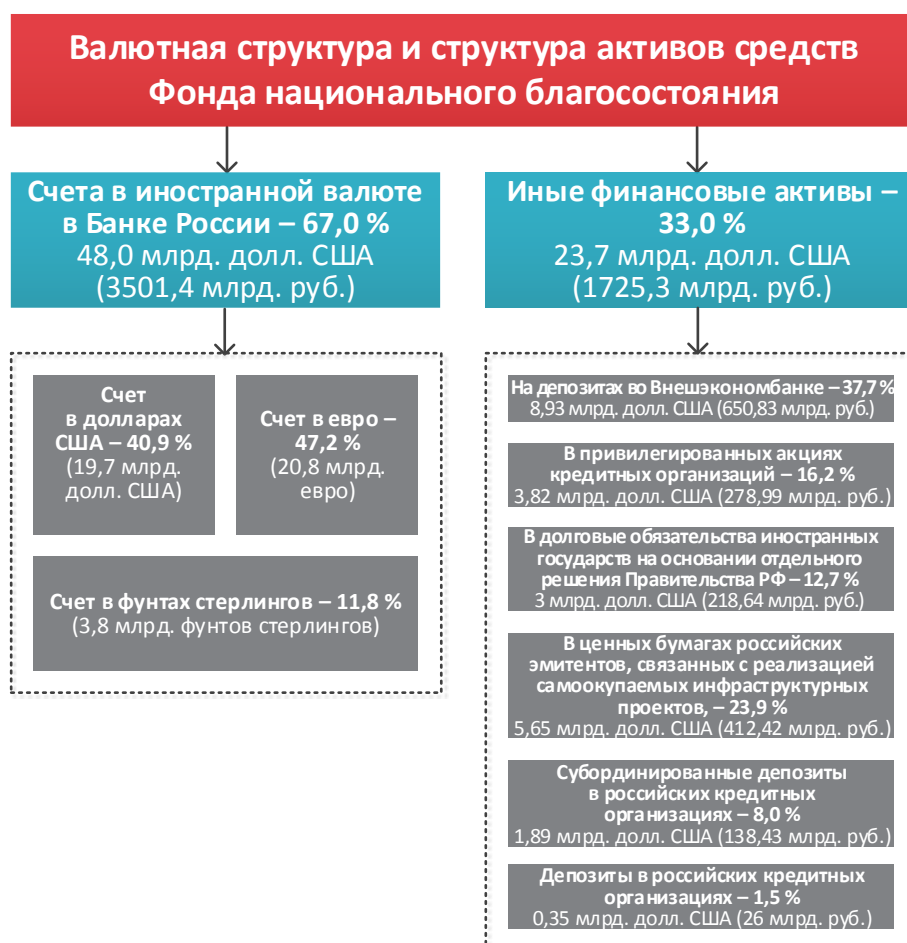 Валютная структура и структура активов средств
Фонда национального благосостояния
Счета в иностранной валюте
в Банке России – 67,0 %
48,0 млрд. долл. США
(3501,4 млрд. руб.)
Иные финансовые активы –
33,0 %
23,7 млрд. долл. США
(1725,3 млрд. руб.)
Счет
в долларах
США – 40,9 %
(19,7 млрд.
долл. США)
Счет в евро –
47,2 %
(20,8 млрд.
евро)
Счет в фунтах стерлингов – 11,8 %
(3,8 млрд. фунтов стерлингов)
На депозитах во Внешэкономбанке – 37,7 %
8,93 млрд. долл. США (650,83 млрд. руб.)
В привилегированных акциях
кредитных организаций – 16,2 %
3,82 млрд. долл. США (278,99 млрд. руб.)
В долговые обязательства иностранных
государств на основании отдельного
решения Правительства РФ – 12,7 %
3 млрд. долл. США (218,64 млрд. руб.)
В ценных бумагах российских
эмитентов, связанных с реализацией
самоокупаемых инфраструктурных
проектов, – 23,9 %
5,65 млрд. долл. США (412,42 млрд. руб.)
Субординированные депозиты
в российских кредитных
организациях – 8,0 %
1,89 млрд. долл. США (138,43 млрд. руб.)
Депозиты в российских кредитных
организациях – 1,5 %
0,35 млрд. долл. США (26 млрд. руб.)